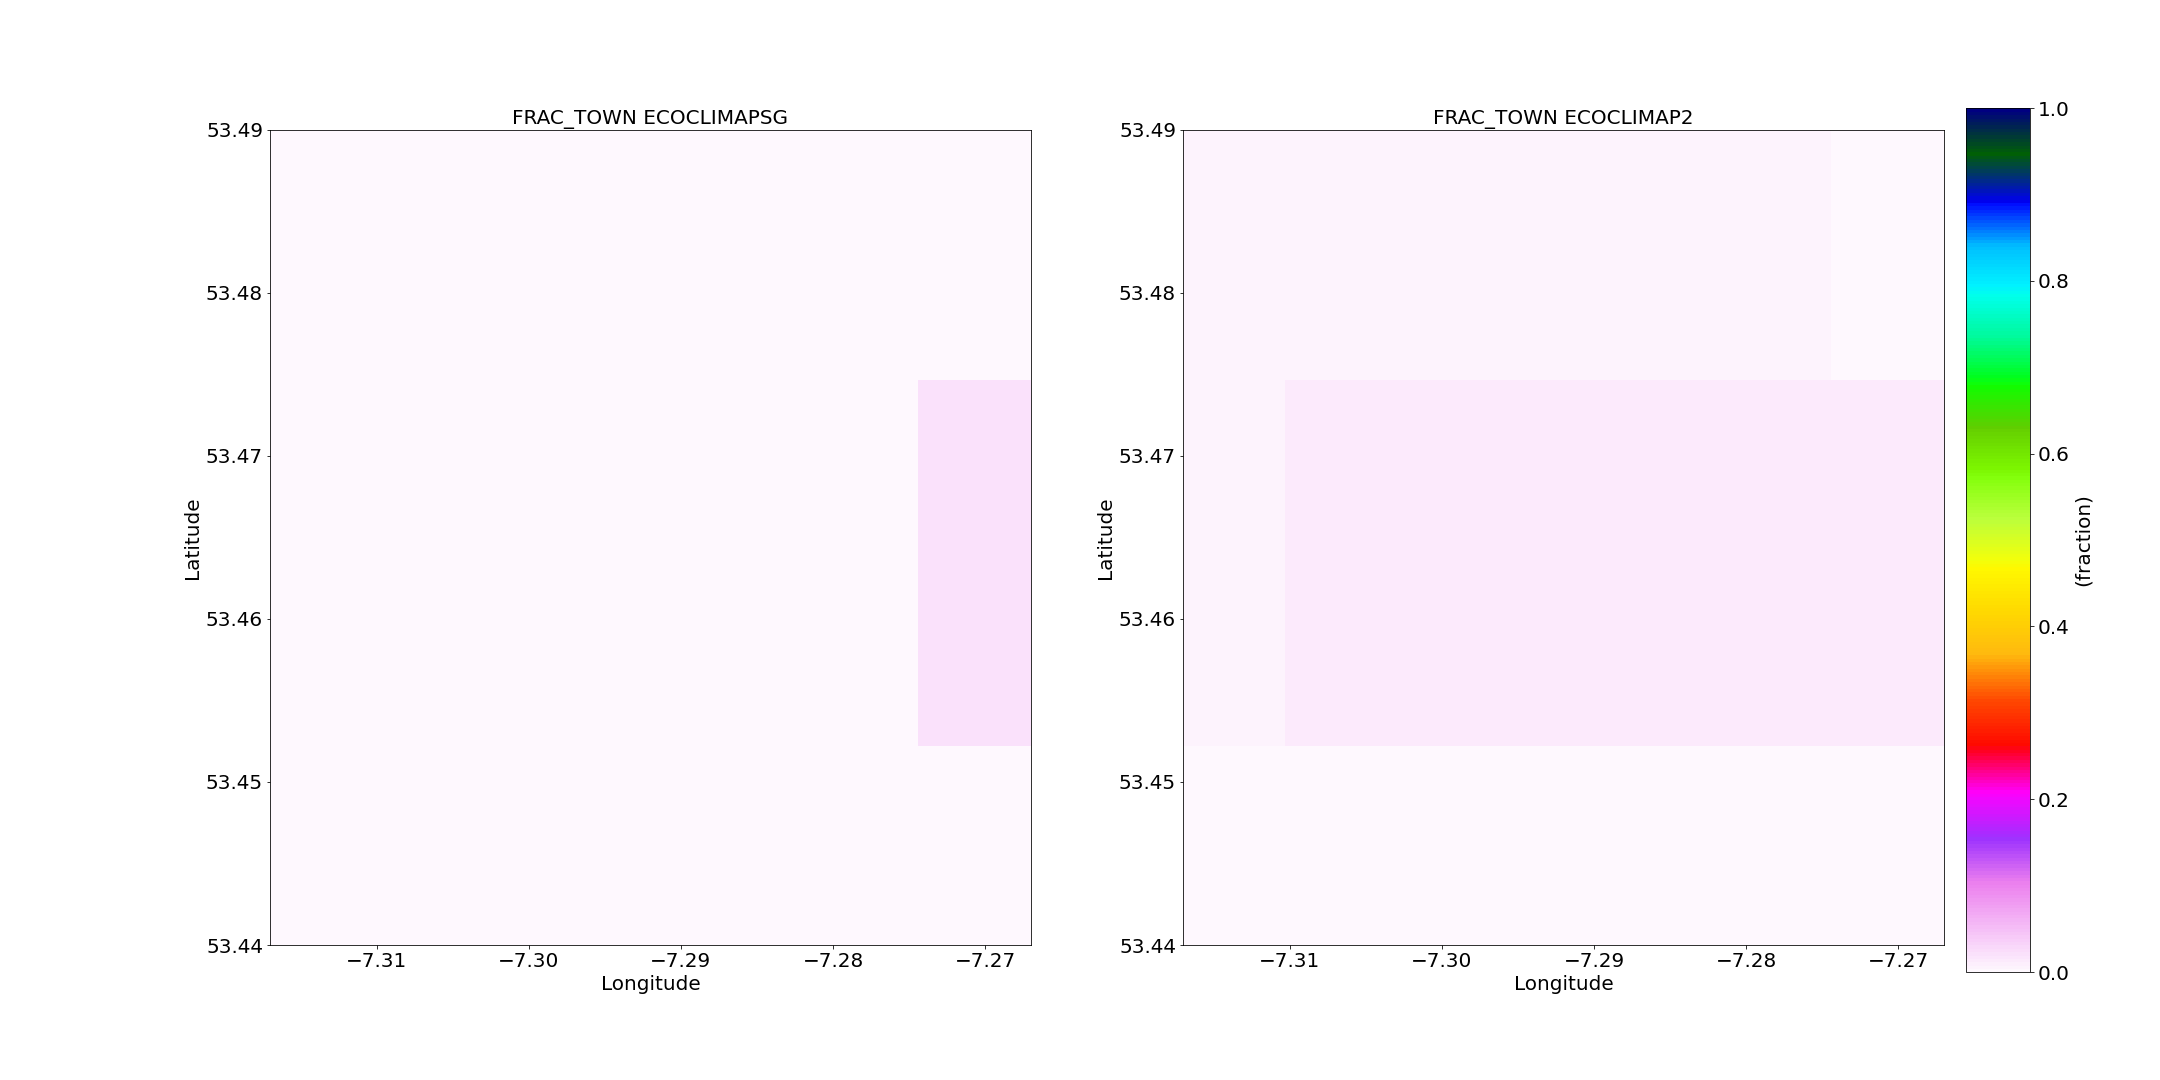 FRAC_TOWN ECOCLIMAPSG
53.49
53.48
53.47
53.46
53.45
53.44
Latitude
−7.31 −7.30 −7.29 −7.28 −7.27
Longitude
FRAC_TOWN ECOCLIMAP2
53.49
53.48
53.47
53.46
53.45
53.44
Latitude
−7.31 −7.30 −7.29 −7.28 −7.27
Longitude
1.0
0.8
0.6
0.4
0.2
0.0
(fraction)